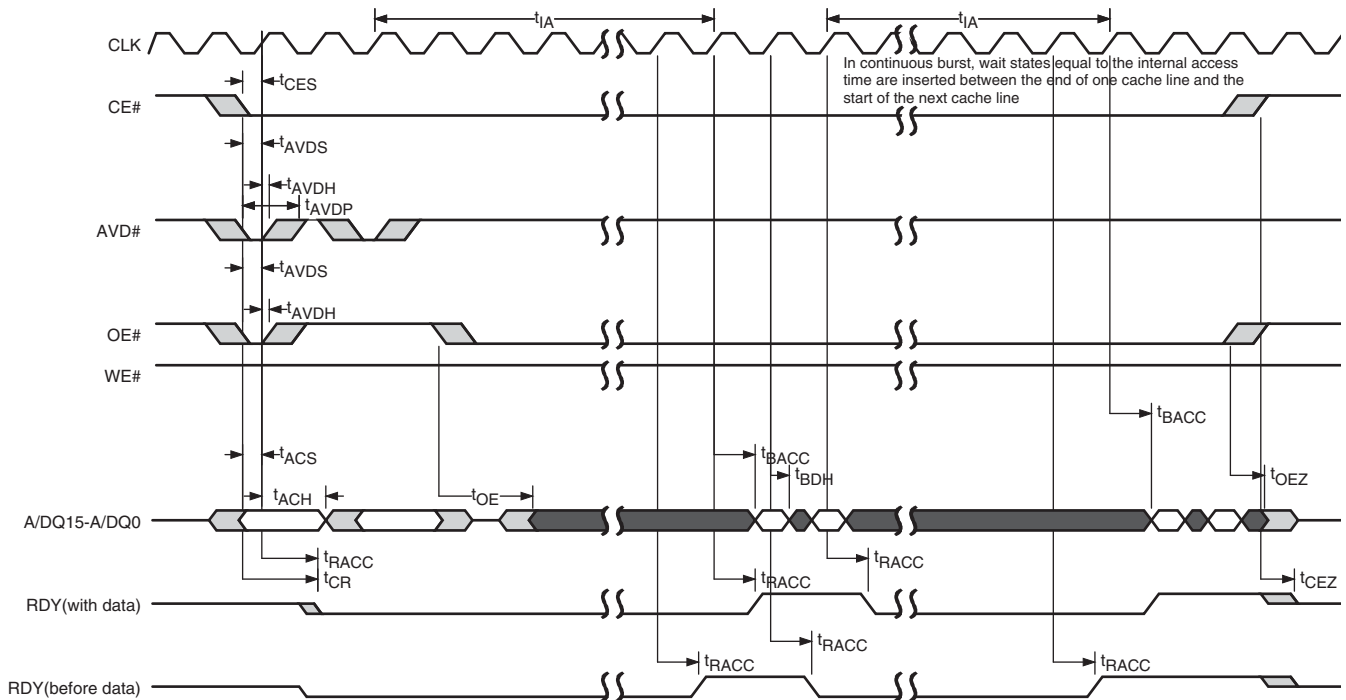 tIA
tIA
CLK
In continuous burst, wait states equal to the internal access
time are inserted between the end of one cache line and the
start of the next cache line
tCES
CE#
tAVDS
tAVDH
tAVDP
AVD#
tAVDS
tAVDH
OE#
WE#
tBACC
tACS
tBACC
tBDH
tOEZ
tACH
tOE
A/DQ15-A/DQ0
tRACC
tRACC
tCR
tRACC
tCEZ
RDY(with data)
tRACC
tRACC
tRACC
RDY(before data)